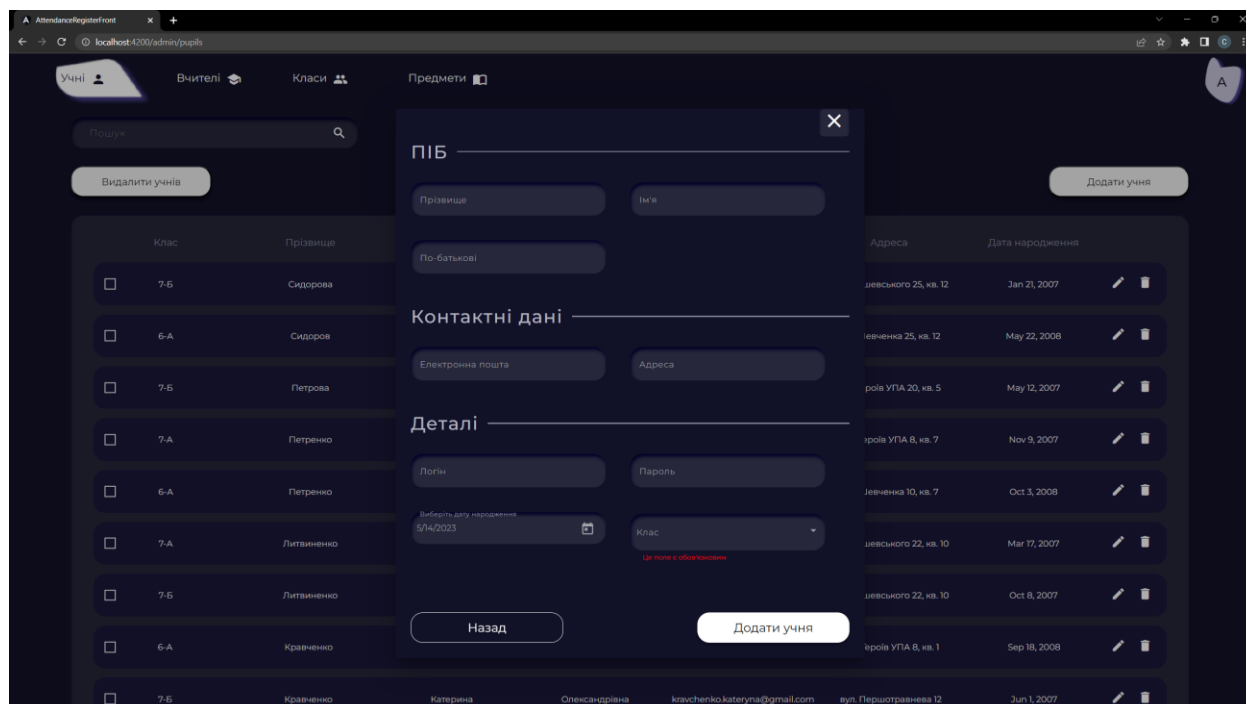 A AttendanceRegisterFront
localhost:4200/admin/pupils
C
Учні Вчителі Класи Предмети A
Пошук
Видалити учнів Додати учня
ПІБ
Прізвище Ім'я
По-батькові
Контактні дані
Електронна пошта Адреса
Деталі
Логін Пароль
Виберіть дату народження
5/14/2023 Клас
Це поле є обов'язковим
Назад Додати учня
Клас Прізвище Адреса Дата народження
7-Б Сидорова шевського 25, кв. 12 Jan 21, 2007
6-А Сидоров евченка 25, кв. 12 May 22, 2008
7-Б Петрова роїв УПА 20, кв. 5 May 12, 2007
7-А Петренко ероїв УПА 8, кв. 7 Nov 9, 2007
6-А Петренко евченка 10, кв. 7 Oct 3, 2008
7-А Литвиненко шевського 22, кв. 10 Mar 17, 2007
7-Б Литвиненко шевського 22, кв. 10 Oct 8, 2007
6-А Кравченко ероїв УПА 8, кв. 1 Sep 18, 2008
7-Б Кравченко Катерина Олександрівна kravchenko.kateryna@gmail.com вул. Першотравнева 12 Jun 1, 2007